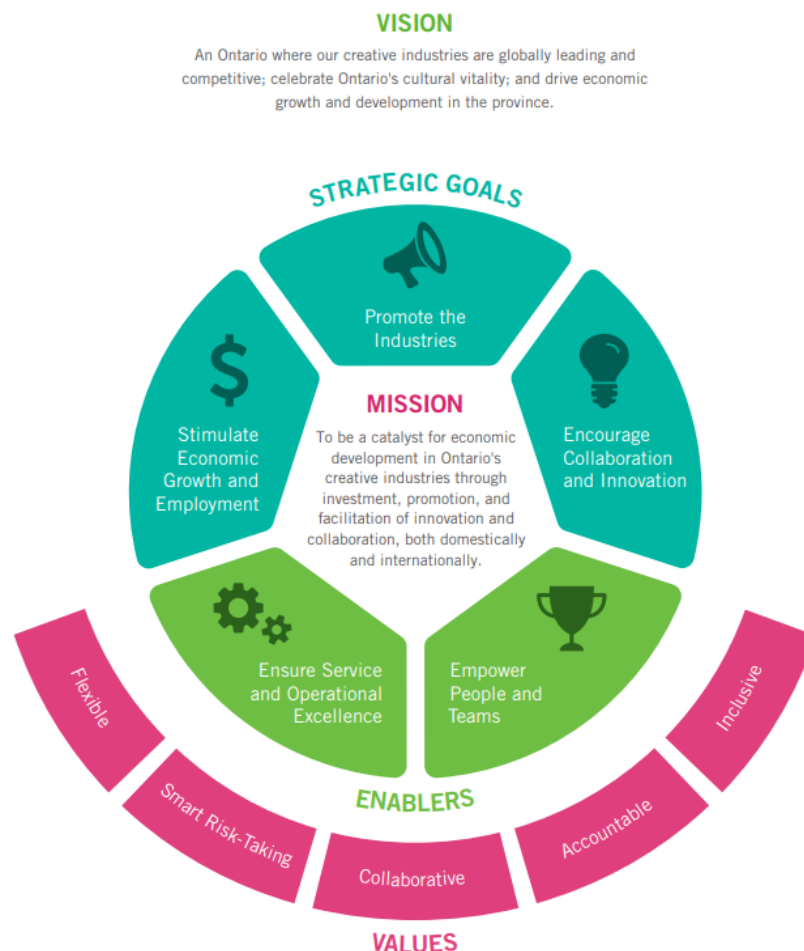 VISION
An Ontario where our creative industries are globally leading and
competitive; celebrate Ontario's cultural vitality; and drive economic
growth and development in the province.
STRATEGIC GOALS
Promote the
Industries
Stimulate
Economic
Growth and
Employment
MISSION
To be a catalyst for economic
development in Ontario's
creative industries through
investment, promotion, and
facilitation of innovation and
collaboration, both domestically
and internationally.
Encourage
Collaboration
and Innovation
Ensure Service
and Operational
Excellence
Empower
People and
Teams
ENABLERS
Flexible
Smart Risk-Taking
Collaborative
Accountable
Inclusive
VALUES